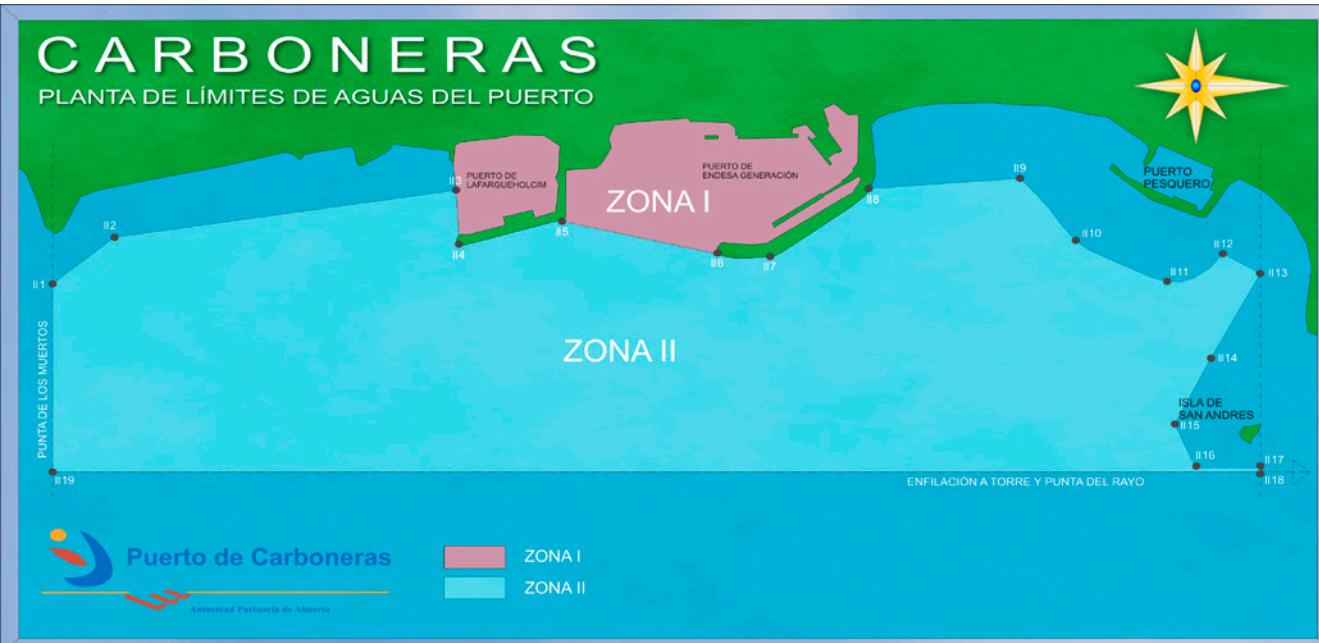 CARBONERAS
PLANTA DE LÍMITES DE AGUAS DEL PUERTO
II3
PUERTO DE
LAFARGUEHOLCIM
PUERTO DE
ENDESA GENERACIÓN
ZONA I
II8
II9
PUERTO
PESQUERO
II2
II4
II5
II6
II7
II10
II11
II12
II13
II1
PUNTA DE LOS MUERTOS
ZONA II
II14
ISLA DE
SAN ANDRES
II15
II16
II17
II18
II19
ENFILACIÓN A TORRE Y PUNTA DEL RAYO
Puerto de Carboneras
Autoridad Portuaria de Almería
ZONA I
ZONA II